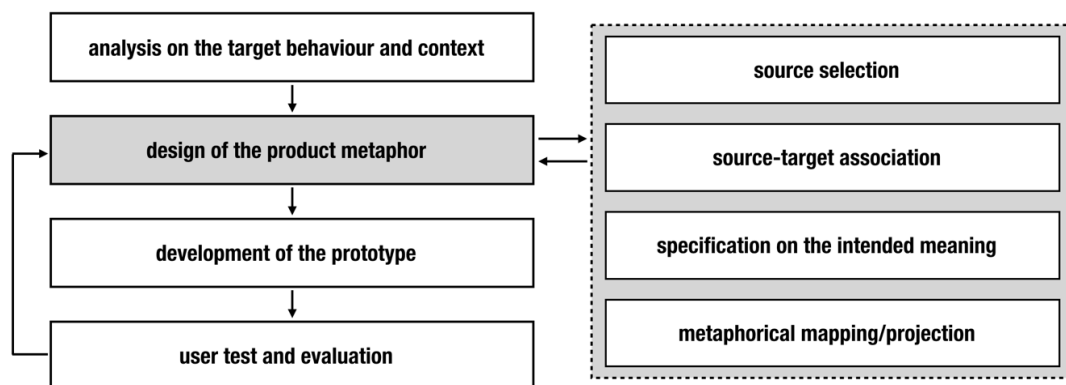 analysis on the target behaviour and context
design of the product metaphor
development of the prototype
user test and evaluation
source selection
source-target association
specification on the intended meaning
metaphorical mapping/projection